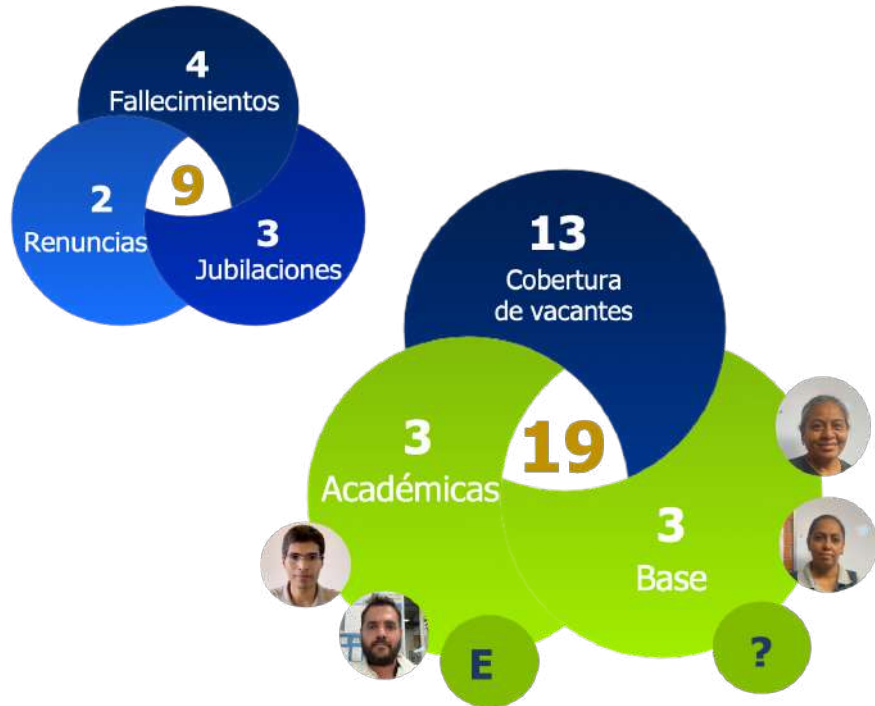 4
Fallecimientos
9
2
Renuncias
3
Jubilaciones
13
Cobertura
de vacantes
3
Académicas
19
3
Base
E
?